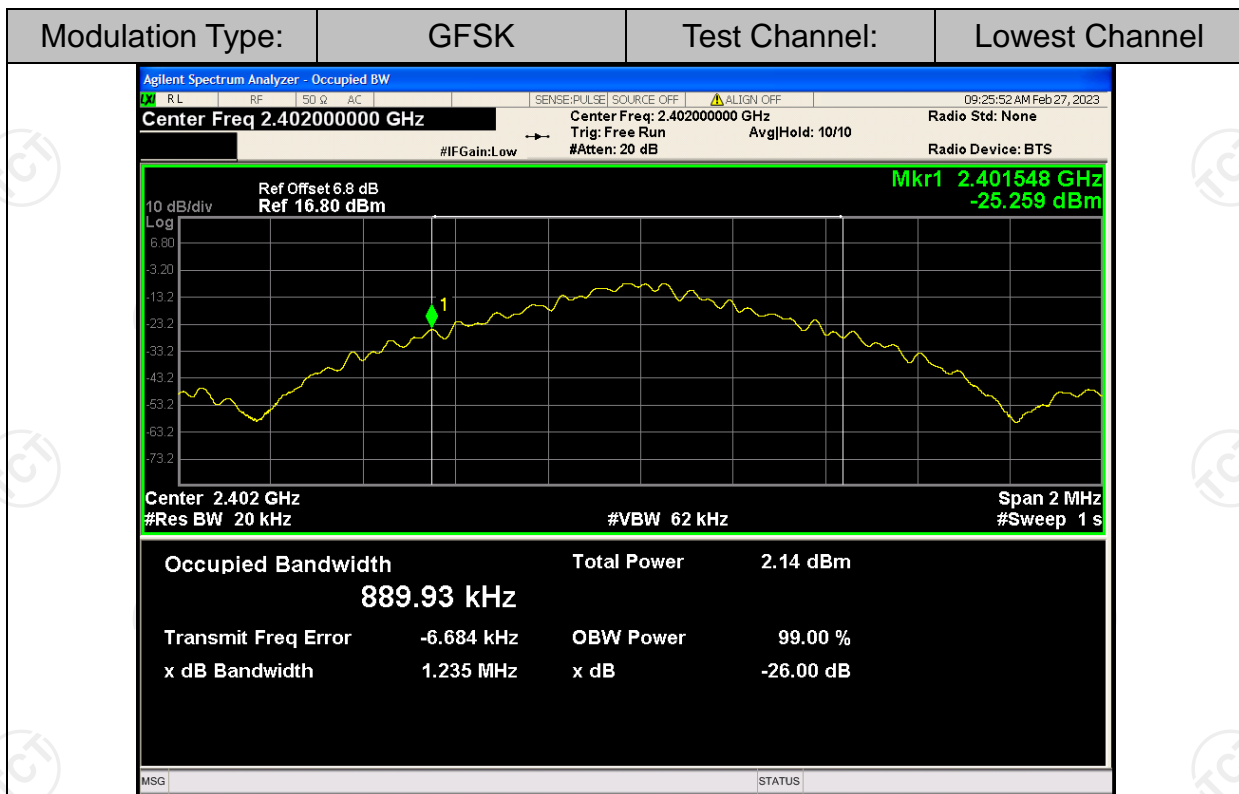 Modulation Type: GFSK Test Channel: Lowest Channel
Agilent Spectrum Analyzer - Occupied BW
LXI RL RF 50 Ω AC SENSE:PULSE SOURCE OFF ALIGN OFF 09:25:52 AM Feb 27, 2023
Center Freq 2.402000000 GHz Center Freq: 2.402000000 GHz Radio Std: None
Trig: Free Run Avg|Hold: 10/10
#IFGain:Low #Atten: 20 dB Radio Device: BTS
Mkr1 2.401548 GHz
Ref Offset 6.8 dB
-25.259 dBm
10 dB/div Ref 16.80 dBm
Log
6.80
-3.20
-13.2
1
-23.2
-33.2
-43.2
-53.2
-63.2
-73.2
Center 2.402 GHz Span 2 MHz
#Res BW 20 kHz #VBW 62 kHz #Sweep 1 s
Occupied Bandwidth Total Power 2.14 dBm
889.93 kHz
Transmit Freq Error -6.684 kHz OBW Power 99.00 %
x dB Bandwidth 1.235 MHz x dB -26.00 dB
MSG STATUS
TCT
TCT
TCT
TCT
TCT
TCT